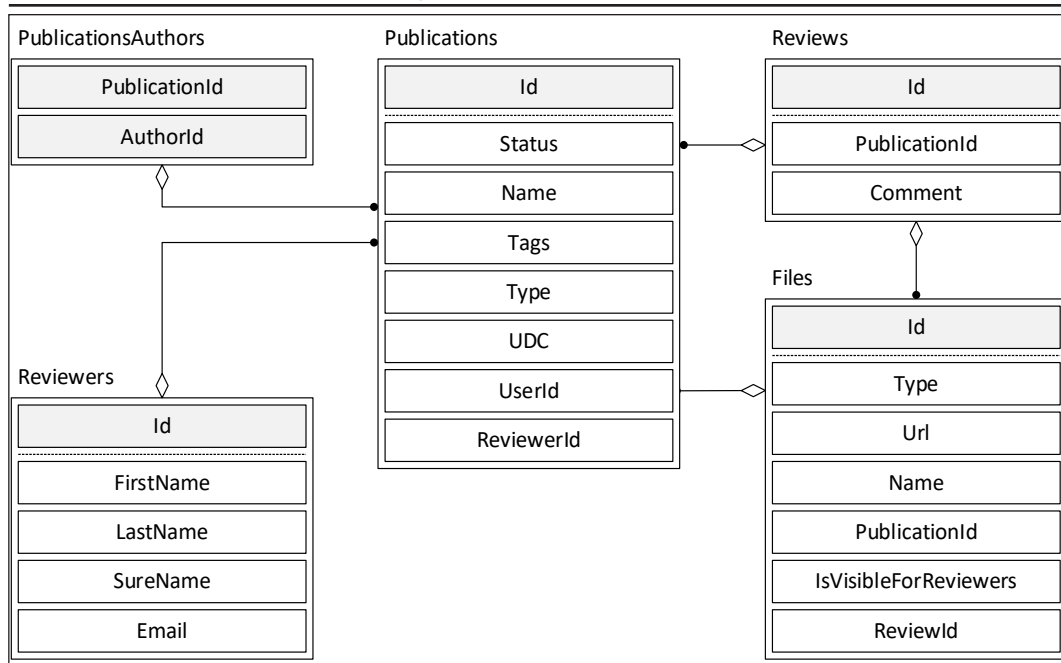 PublicationsAuthors
PublicationId
AuthorId
Publications
Id
Status
Name
Tags
Type
UDC
UserId
ReviewerId
Reviews
Id
PublicationId
Comment
Files
Id
Type
Url
Name
PublicationId
IsVisibleForReviewers
ReviewId
Reviewers
Id
FirstName
LastName
SureName
Email